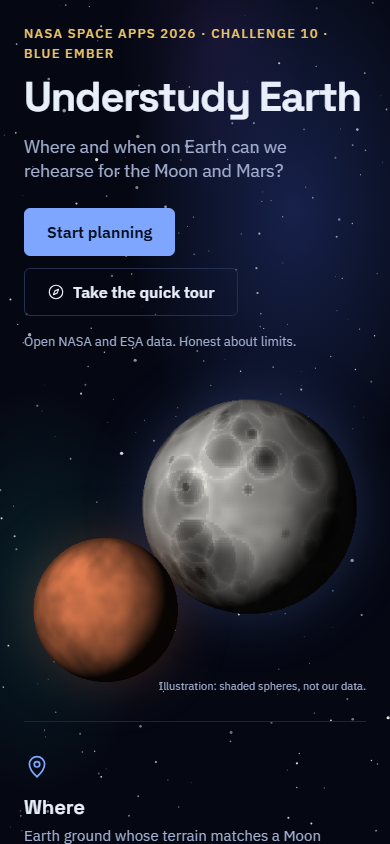 NASA SPACE APPS 2026 · CHALLENGE 10 ·
BLUE EMBER
Understudy Earth
Where and when on Earth can we
rehearse for the Moon and Mars?
Start planning
Take the quick tour
Open NASA and ESA data. Honest about limits.
Illustration: shaded spheres, not our data.
Where
Earth ground whose terrain matches a Moon